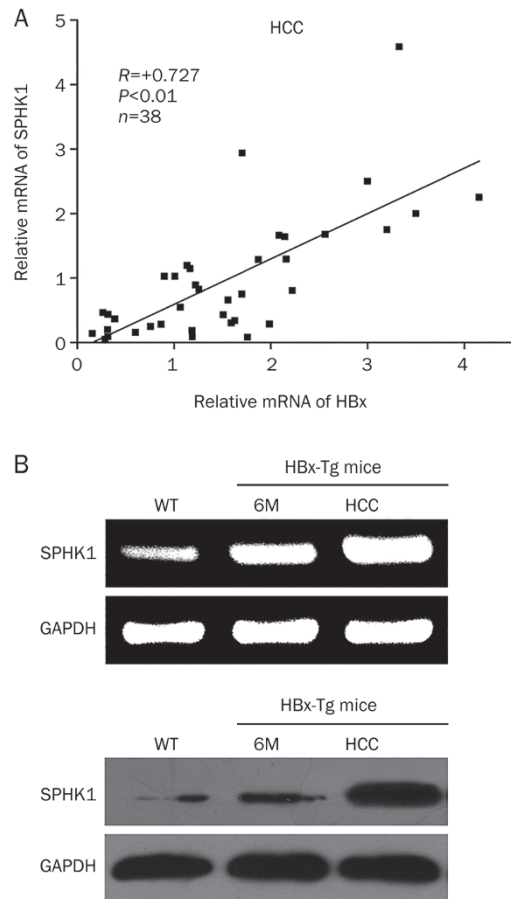 A
HCC
R=+0.727
P<0.01
n=38
Relative mRNA of SPHK1
5
4
3
2
1
0
0 1 2 3 4
Relative mRNA of HBx
B
HBx-Tg mice
WT 6M HCC
SPHK1
GAPDH
HBx-Tg mice
WT 6M HCC
SPHK1
GAPDH